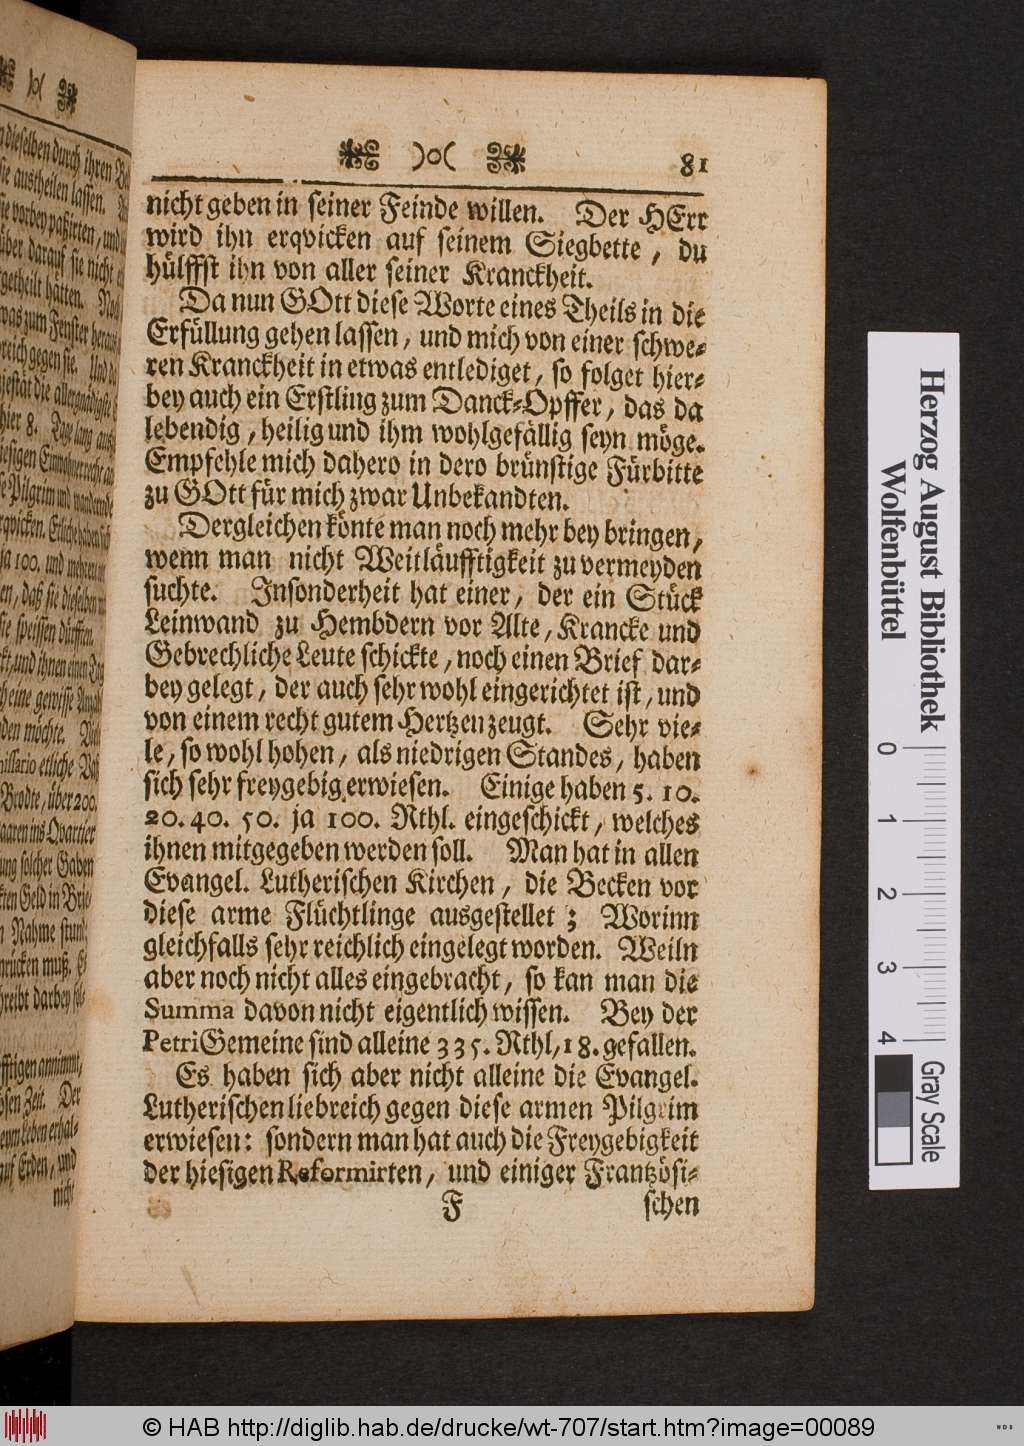 81
nicht geben in seiner Feinde willen. Der HErr
wird ihn erqvicken auf seinem Siegbette, du
hülffst ihn von aller seiner Kranckheit.
Da nun GOtt diese Worte eines Theils in die
Erfüllung gehen lassen, und mich von einer schwe-
ren Kranckheit in etwas entlediget, so folget hier-
bey auch ein Erstling zum Danck-Opffer, das da
lebendig, heilig und ihm wohlgefällig seyn möge.
Empfehle mich dahero in dero brünstige Fürbitte
zu GOtt für mich zwar Unbekandten.
Dergleichen könte man noch mehr bey bringen,
wenn man nicht Weitläufftigkeit zu vermeyden
suchte. Insonderheit hat einer, der ein Stück
Leinwand zu Hembdern vor Alte, Krancke und
Gebrechliche Leute schickte, noch einen Brief dar-
bey gelegt, der auch sehr wohl eingerichtet ist, und
von einem recht gutem Hertzen zeugt. Sehr vie-
le, so wohl hohen, als niedrigen Standes, haben
sich sehr freygebig erwiesen. Einige haben 5. 10.
20. 40. 50. ja 100. Rthl. eingeschickt, welches
ihnen mitgegeben werden soll. Man hat in allen
Evangel. Lutherischen Kirchen, die Becken vor
diese arme Flüchtlinge ausgestellet; Worinn
gleichfalls sehr reichlich eingelegt worden. Weiln
aber noch nicht alles eingebracht, so kan man die
Summa davon nicht eigentlich wissen. Bey der
Petri Gemeine sind alleine 335. Rthl, 18. gefallen.
Es haben sich aber nicht alleine die Evangel.
Lutherischen liebreich gegen diese armen Pilgrim
erwiesen: sondern man hat auch die Freygebigkeit
der hiesigen Reformirten, und einiger Frantzösi-
F schen
Herzog August Bibliothek
Wolfenbüttel
0 1 2 3 4
Gray Scale
© HAB http://diglib.hab.de/drucke/wt-707/start.htm?image=00089